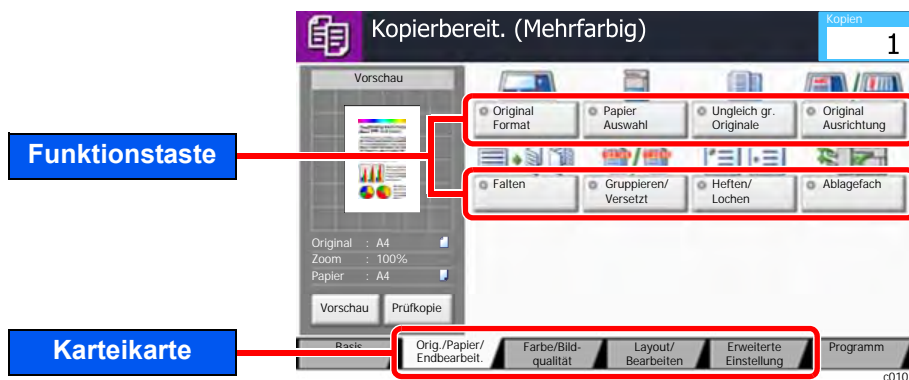 Kopierbereit. (Mehrfarbig)
Kopien
1
Vorschau
Original
Format
Papier
Auswahl
Ungleich gr.
Originale
Original
Ausrichtung
Funktionstaste
Falten
Gruppieren/
Versetzt
Heften/
Lochen
Ablagefach
Original : A4
Zoom : 100%
Papier : A4
Vorschau
Prüfkopie
Karteikarte
Basis
Orig./Papier/
Endbearbeit.
Farbe/Bild-
qualität
Layout/
Bearbeiten
Erweiterte
Einstellung
Programm
c010